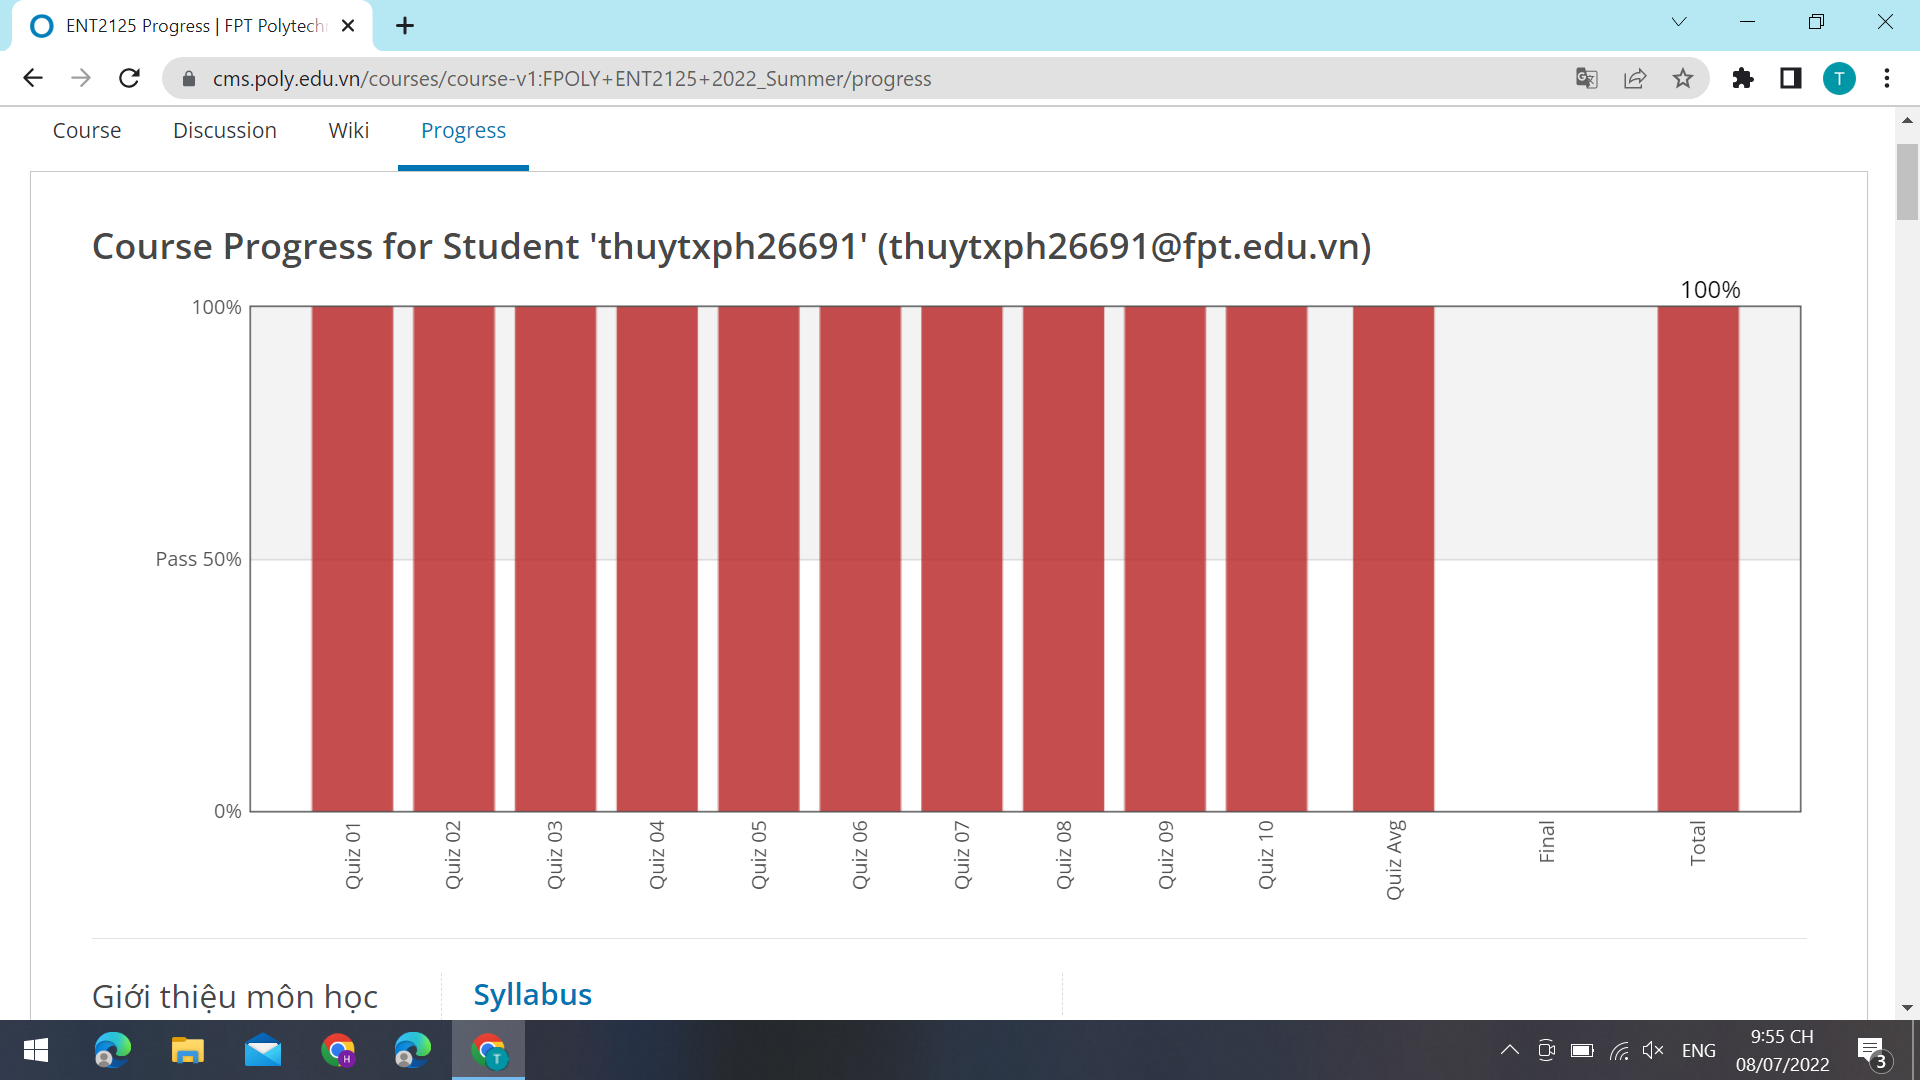 ENT2125 Progress | FPT Polytech
cms.poly.edu.vn/courses/course-v1:FPOLY+ENT2125+2022_Summer/progress
T
Course Discussion Wiki Progress
Course Progress for Student 'thuytxph26691' (thuytxph26691@fpt.edu.vn)
100%
100%
Pass 50%
0%
Quiz 01
Quiz 02
Quiz 03
Quiz 04
Quiz 05
Quiz 06
Quiz 07
Quiz 08
Quiz 09
Quiz 10
Quiz Avg
Final
Total
Giới thiệu môn học
Syllabus
H
T
ENG
9:55 CH
08/07/2022
3